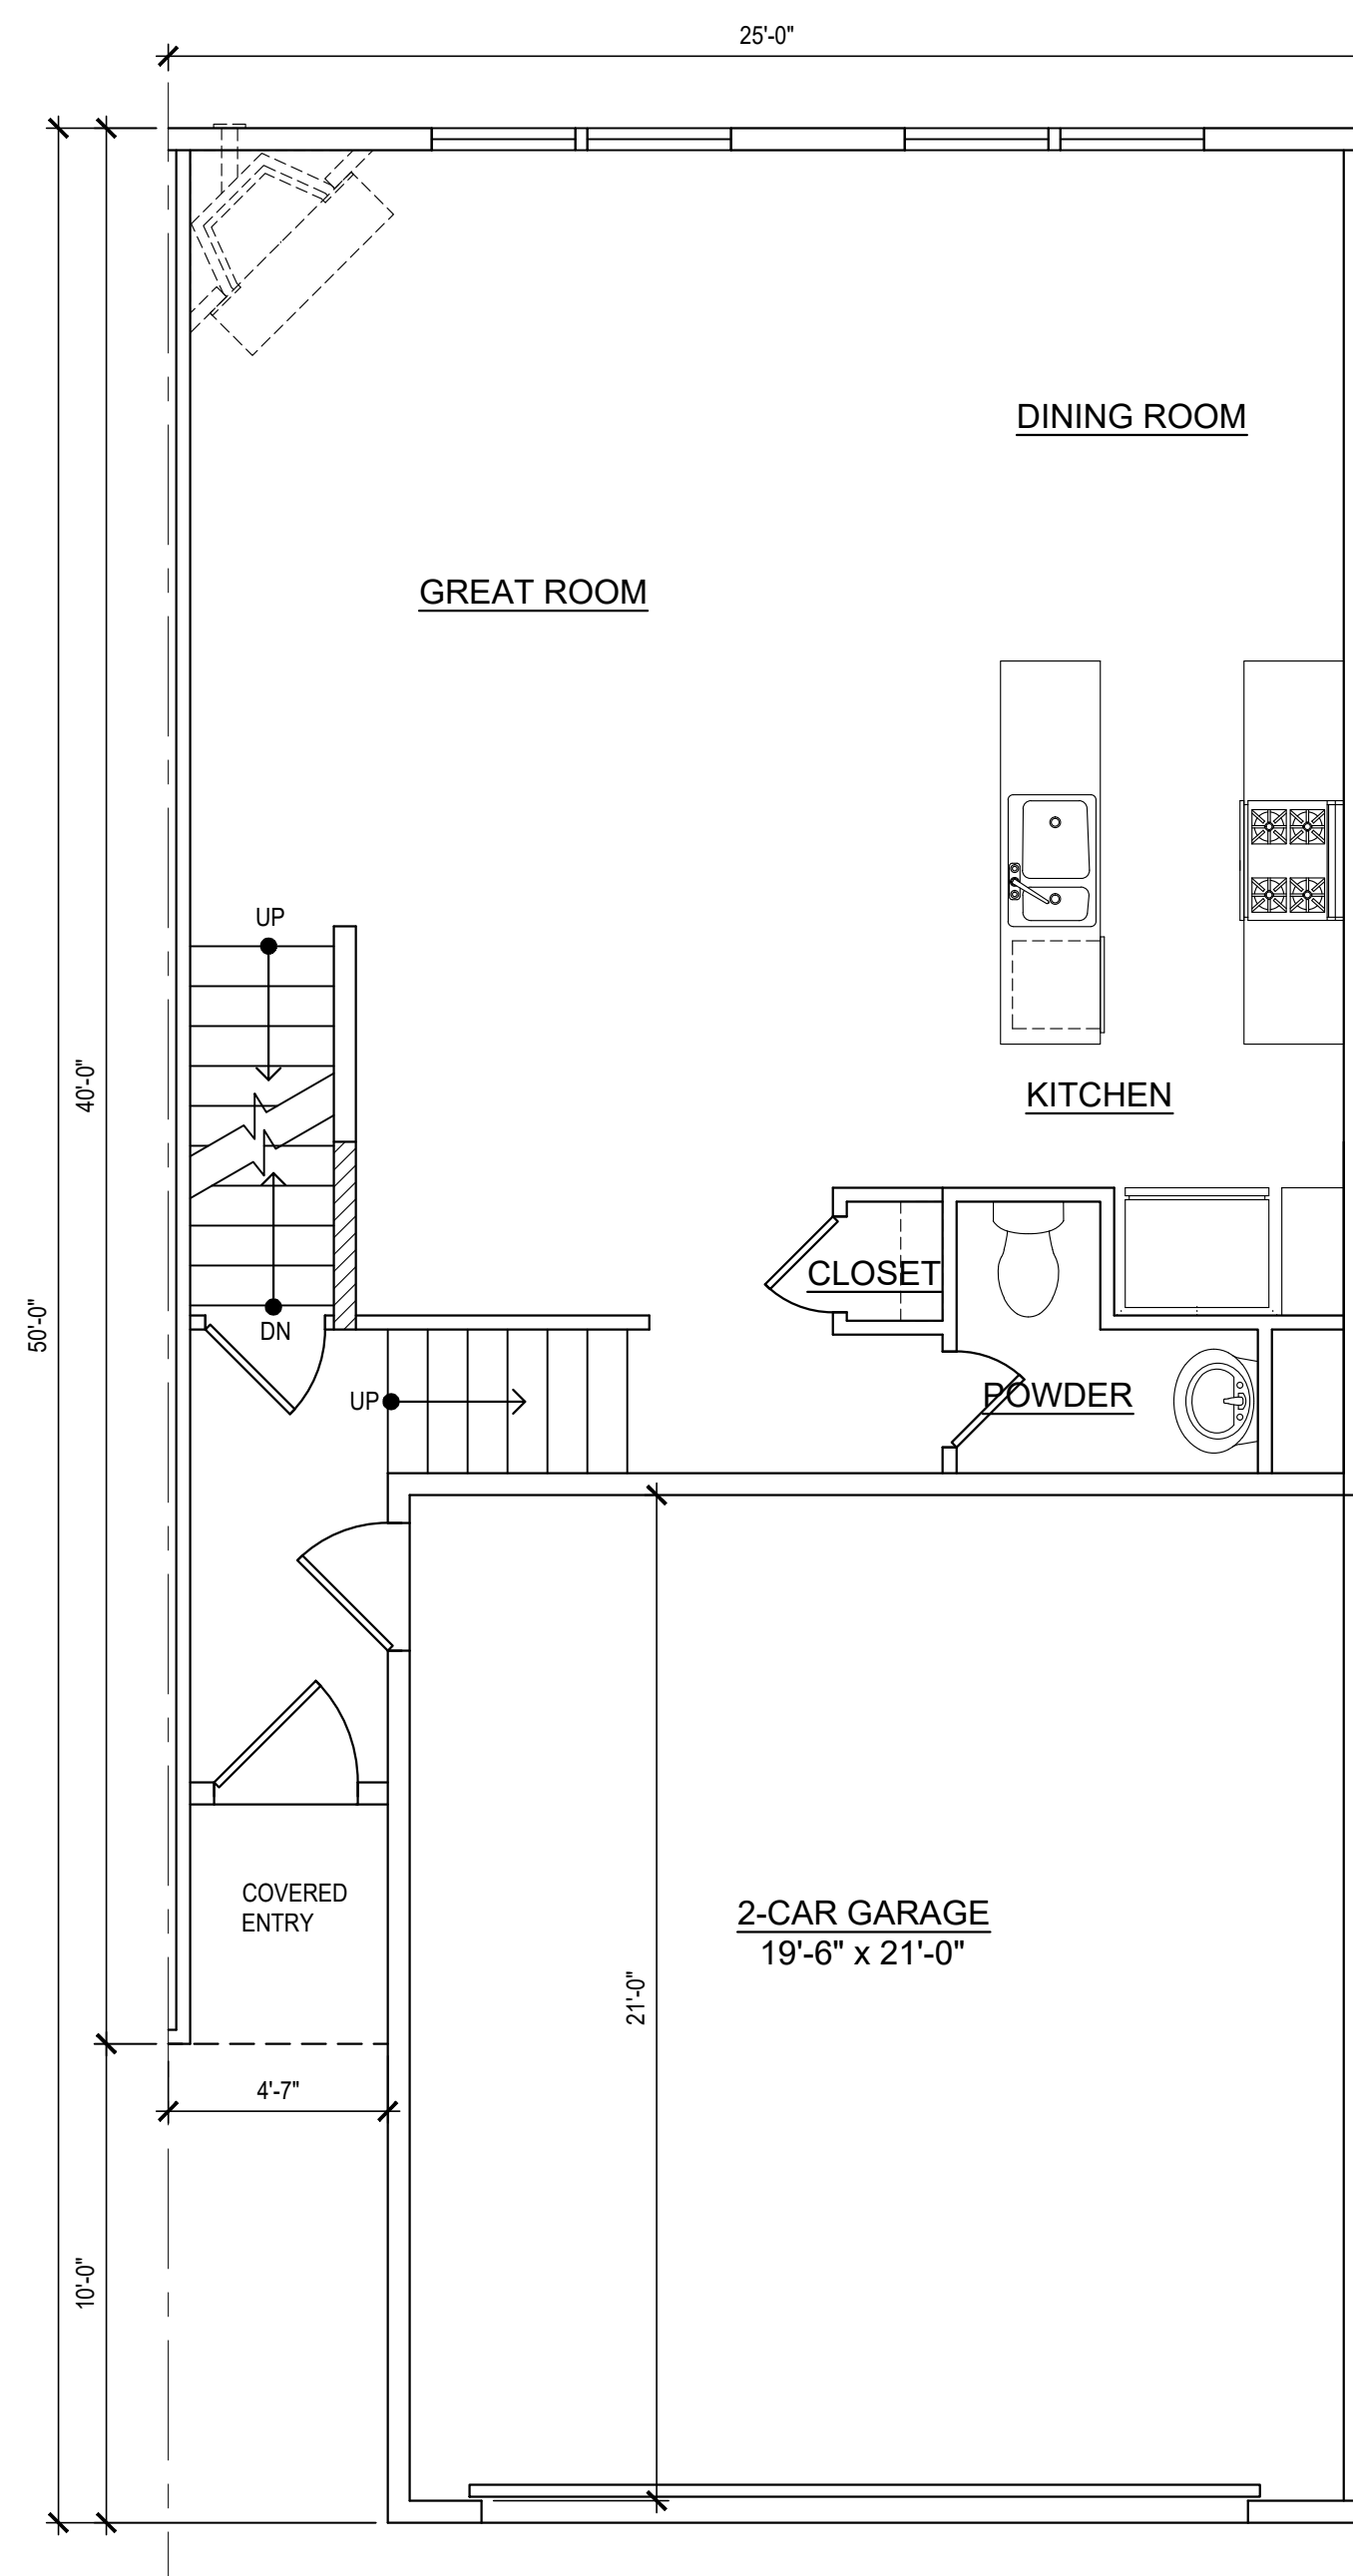 25'-0"
DINING ROOM
GREAT ROOM
UP
40'-0"
KITCHEN
CLOSET
50'-0"
DN
UP
POWDER
COVERED
ENTRY
2-CAR GARAGE
19'-6" x 21'-0"
21'-0"
4'-7"
10'-0"